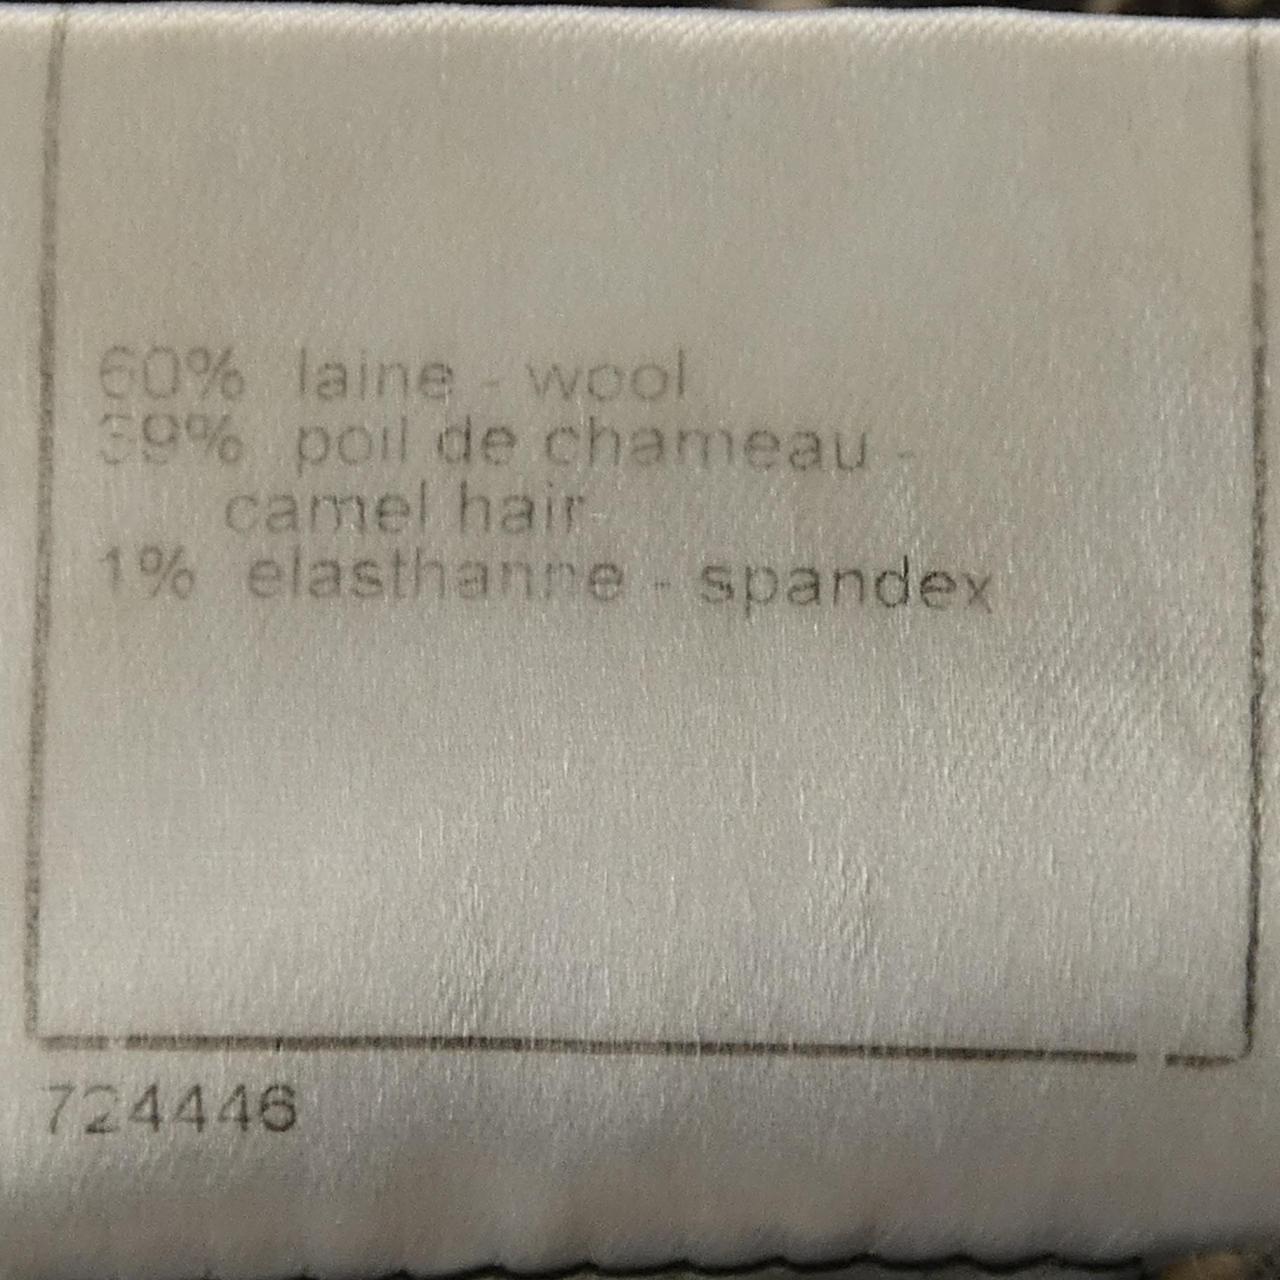 60% laine - wool
39% poil de chameau -
camel hair
1% elasthanne - spandex
724446